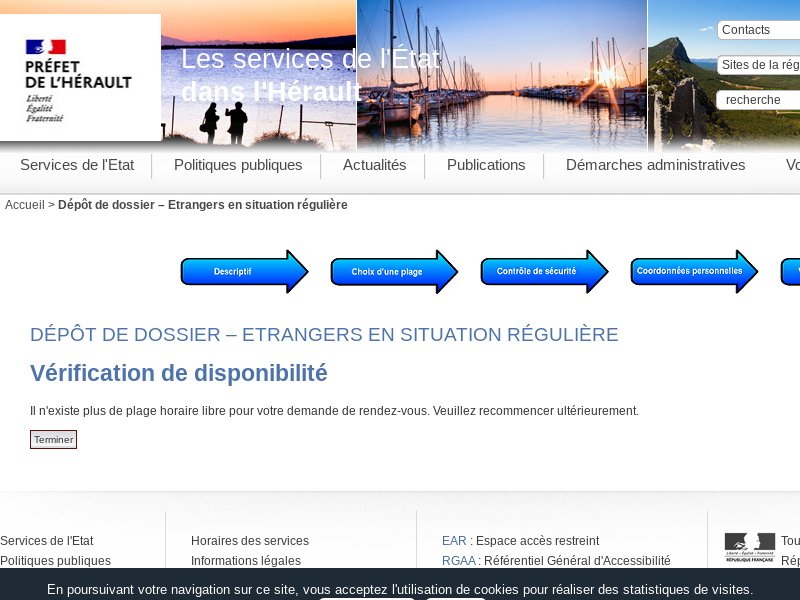 PRÉFET
DE L'HÉRAULT
Liberté
Égalité
Fraternité
Les services de l'État
dans l'Hérault
Contacts
Sites de la rég
recherche
Services de l'Etat
Politiques publiques
Actualités
Publications
Démarches administratives
Vo
Accueil > Dépôt de dossier – Etrangers en situation régulière
Descriptif
Choix d'une plage
Contrôle de sécurité
Coordonnées personnelles
DÉPÔT DE DOSSIER – ETRANGERS EN SITUATION RÉGULIÈRE
Vérification de disponibilité
Il n'existe plus de plage horaire libre pour votre demande de rendez-vous. Veuillez recommencer ultérieurement.
Terminer
Services de l'Etat
Politiques publiques
Horaires des services
Informations légales
EAR : Espace accès restreint
RGAA : Référentiel Général d'Accessibilité
Liberté • Égalité • Fraternité
RÉPUBLIQUE FRANÇAISE
Tou
Rép
En poursuivant votre navigation sur ce site, vous acceptez l'utilisation de cookies pour réaliser des statistiques de visites.